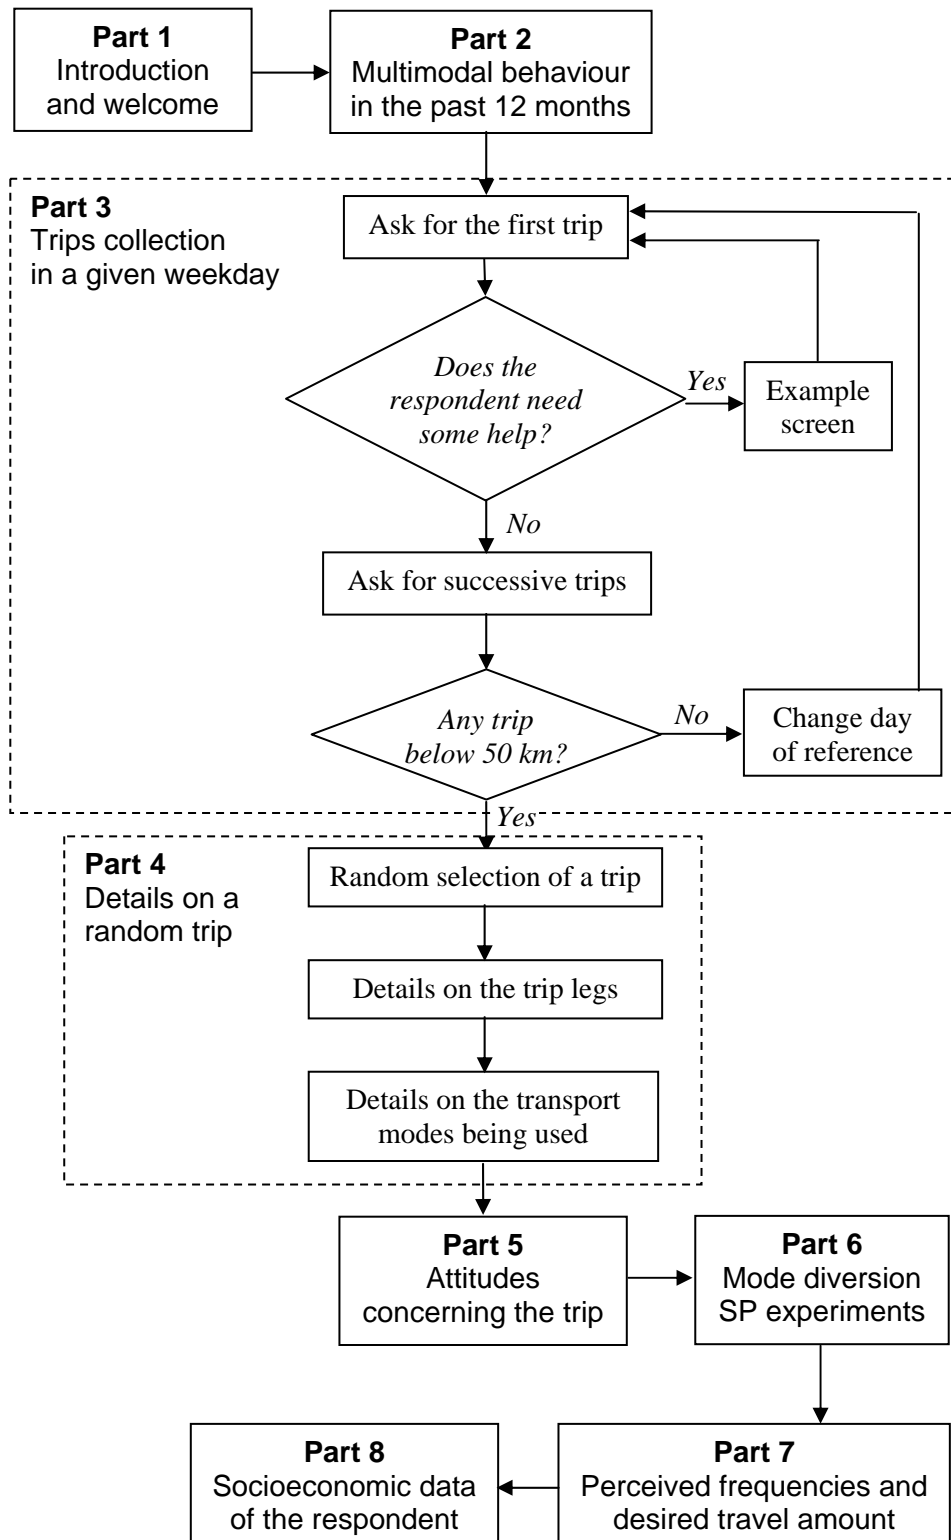 Part 1
Introduction
and welcome
Part 2
Multimodal behaviour
in the past 12 months
Part 3
Trips collection
in a given weekday
Ask for the first trip
Does the
respondent need
some help?
Yes
Example
screen
No
Ask for successive trips
Any trip
below 50 km?
No
Change day
of reference
Yes
Part 4
Details on a
random trip
Random selection of a trip
Details on the trip legs
Details on the transport
modes being used
Part 5
Attitudes
concerning the trip
Part 6
Mode diversion
SP experiments
Part 7
Perceived frequencies and
desired travel amount
Part 8
Socioeconomic data
of the respondent